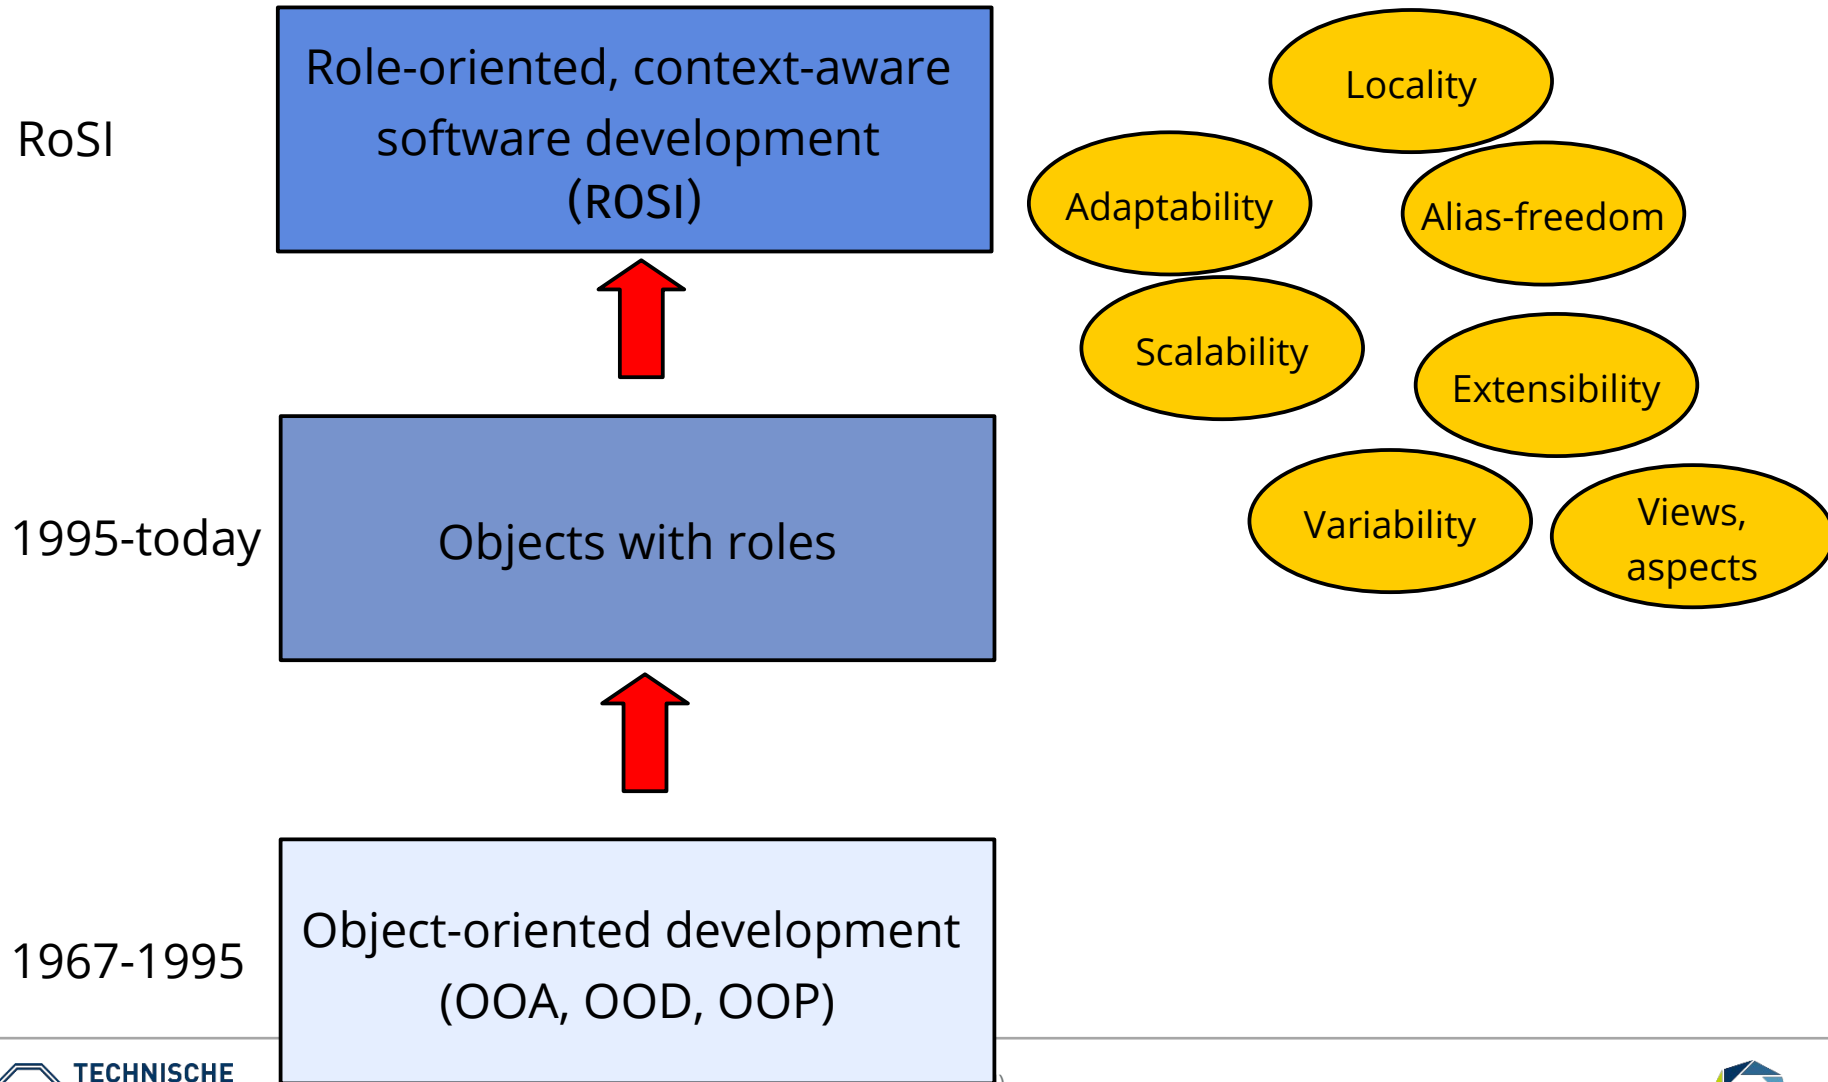 RoSI
Role-oriented, context-aware
software development
(ROSI)
Locality
Adaptability
Alias-freedom
Scalability
Extensibility
1995-today
Objects with roles
Variability
Views,
aspects
1967-1995
Object-oriented development
(OOA, OOD, OOP)
TECHNISCHE
)